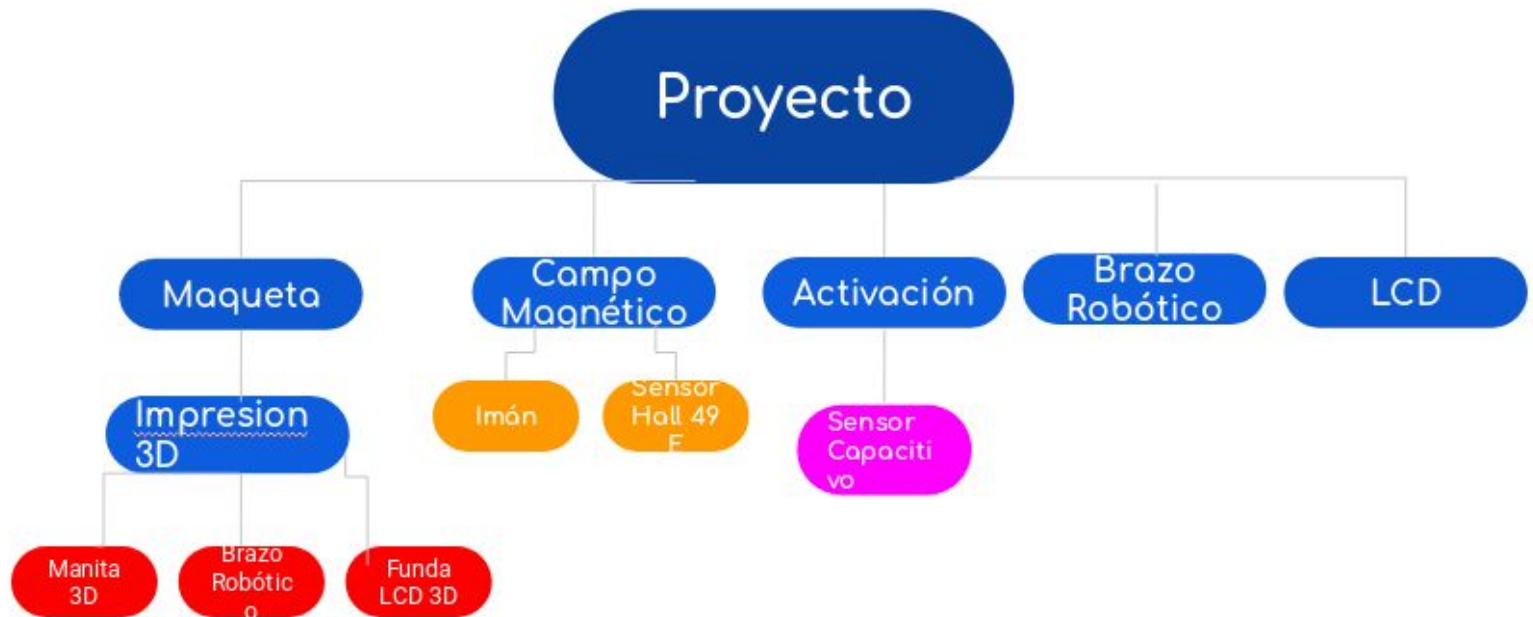 Proyecto
Maqueta
Campo
Magnético
Activación
Brazo
Robótico
LCD
Impresion
3D
Imán
Sensor
Hall 49
E
Sensor
Capaciti
vo
Manita
3D
Brazo
Robótic
o
Funda
LCD 3D